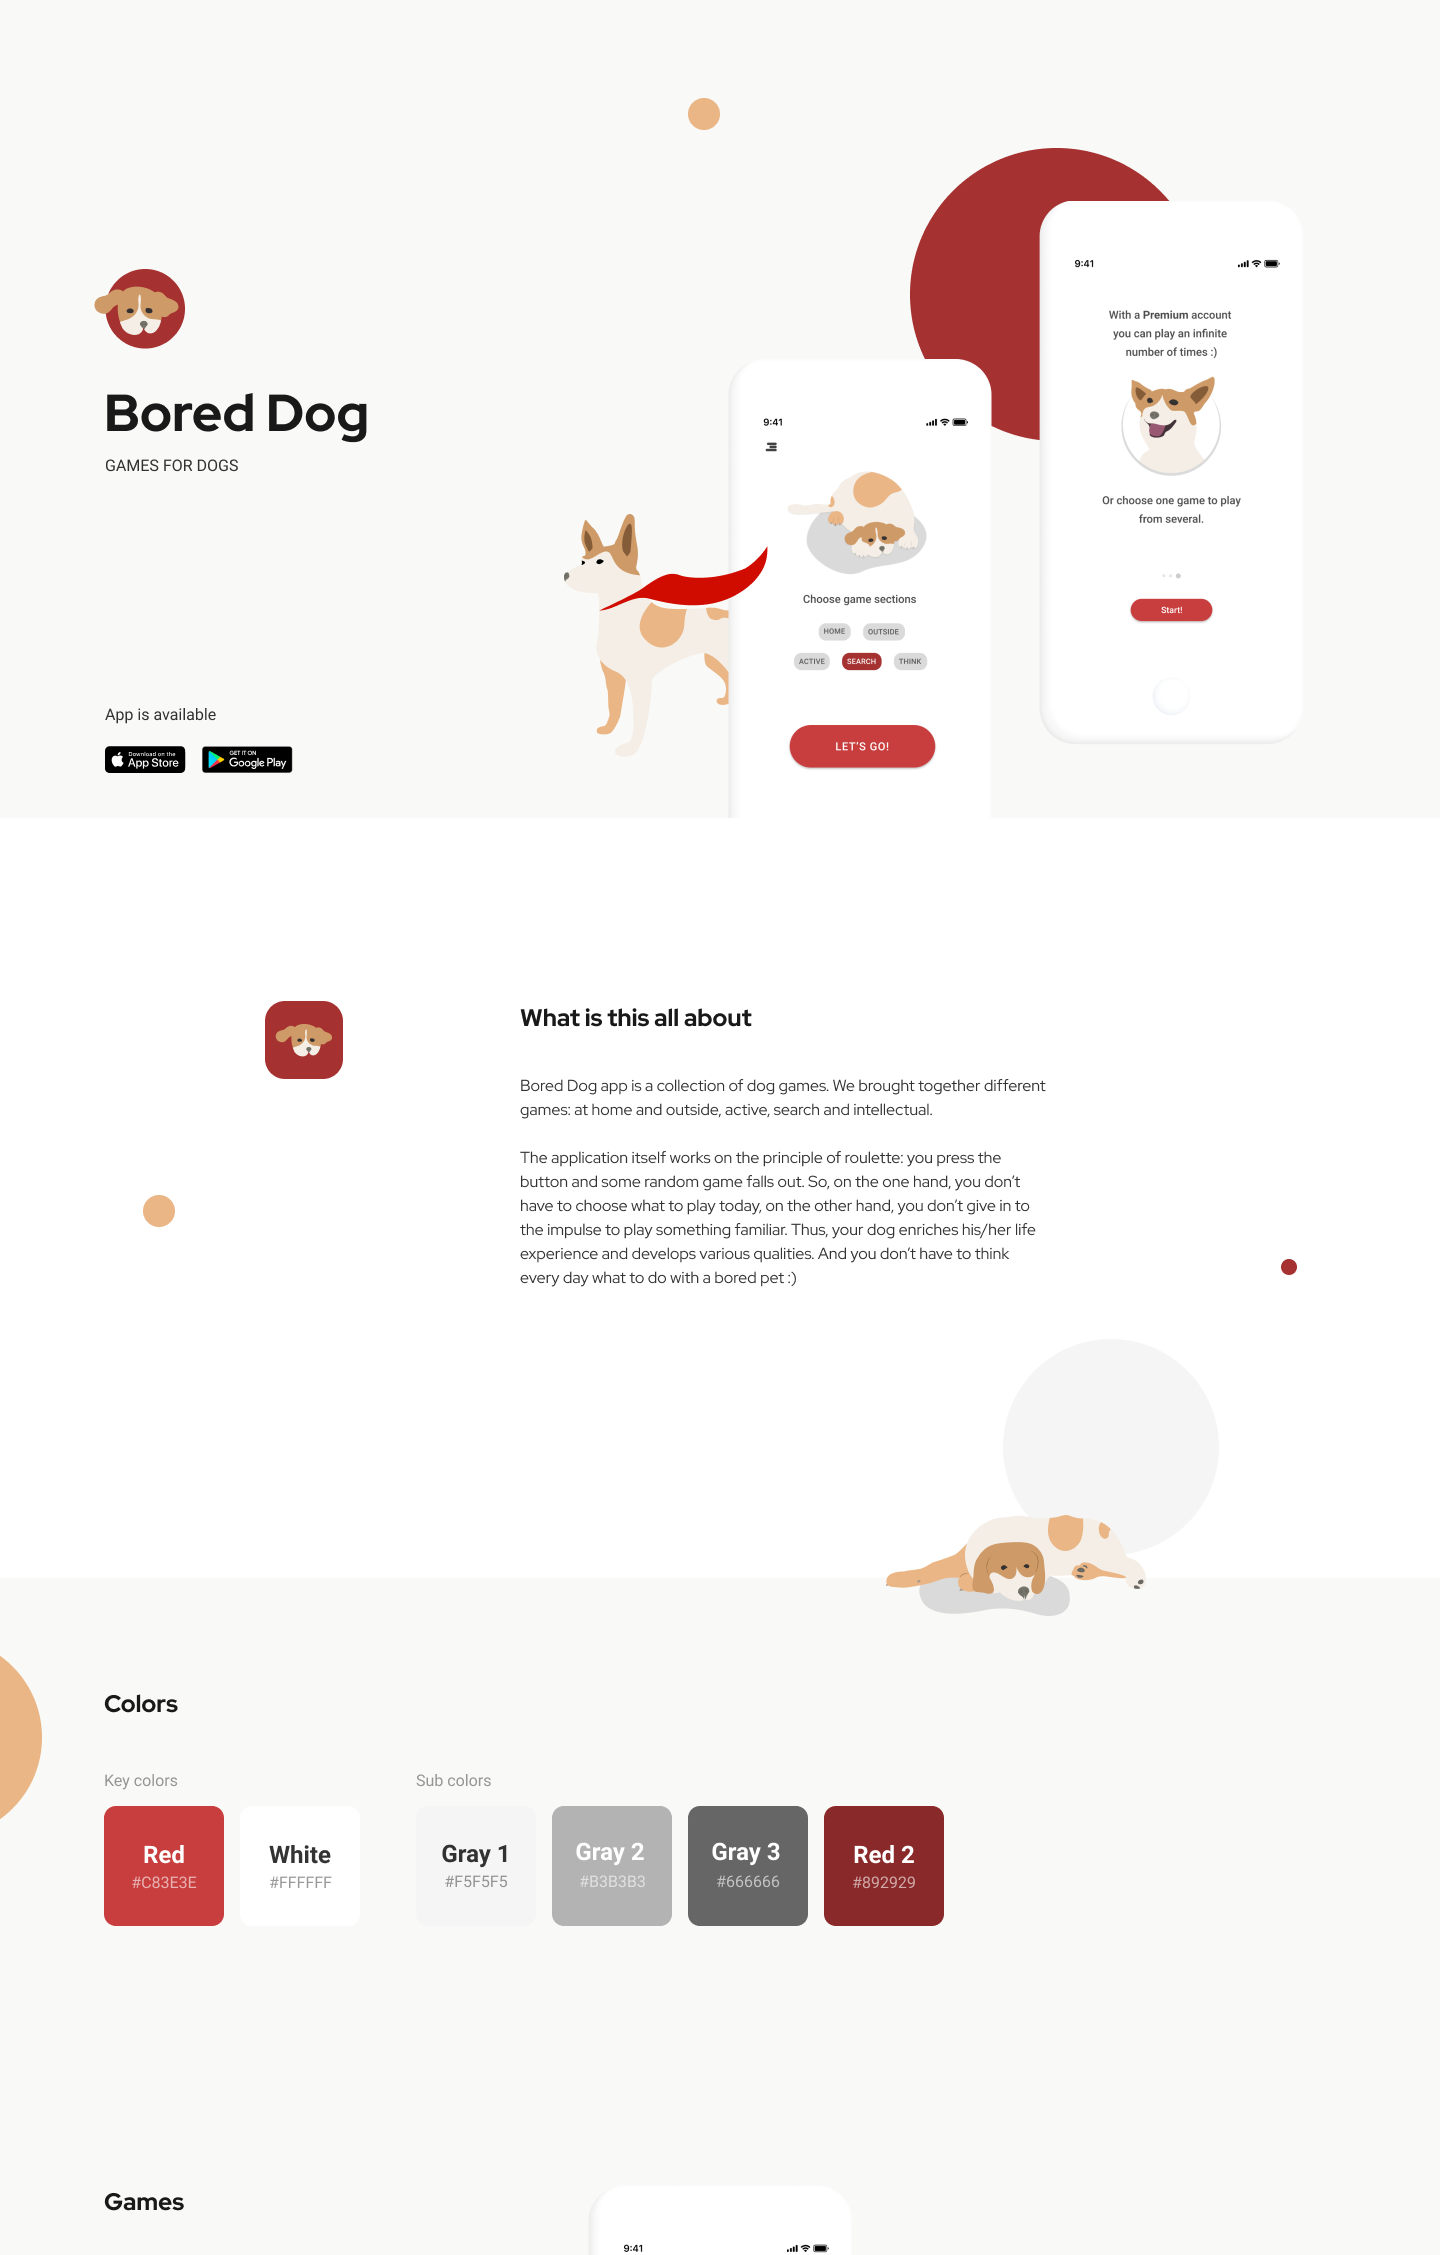 Bored Dog
GAMES FOR DOGS
App is available
Download on the
App Store
GET IT ON
Google Play
9:41
Choose game sections
HOME OUTSIDE
ACTIVE SEARCH THINK
LET'S GO!
9:41
With a Premium account
you can play an infinite
number of times :)
Or choose one game to play
from several.
Start!
What is this all about
Bored Dog app is a collection of dog games. We brought together different
games: at home and outside, active, search and intellectual.
The application itself works on the principle of roulette: you press the
button and some random game falls out. So, on the one hand, you don't
have to choose what to play today, on the other hand, you don't give in to
the impulse to play something familiar. Thus, your dog enriches his/her life
experience and develops various qualities. And you don't have to think
every day what to do with a bored pet :)
Colors
Key colors
Red
#C83E3E
White
#FFFFFF
Sub colors
Gray 1
#F5F5F5
Gray 2
#B3B3B3
Gray 3
#666666
Red 2
#892929
Games
9:41